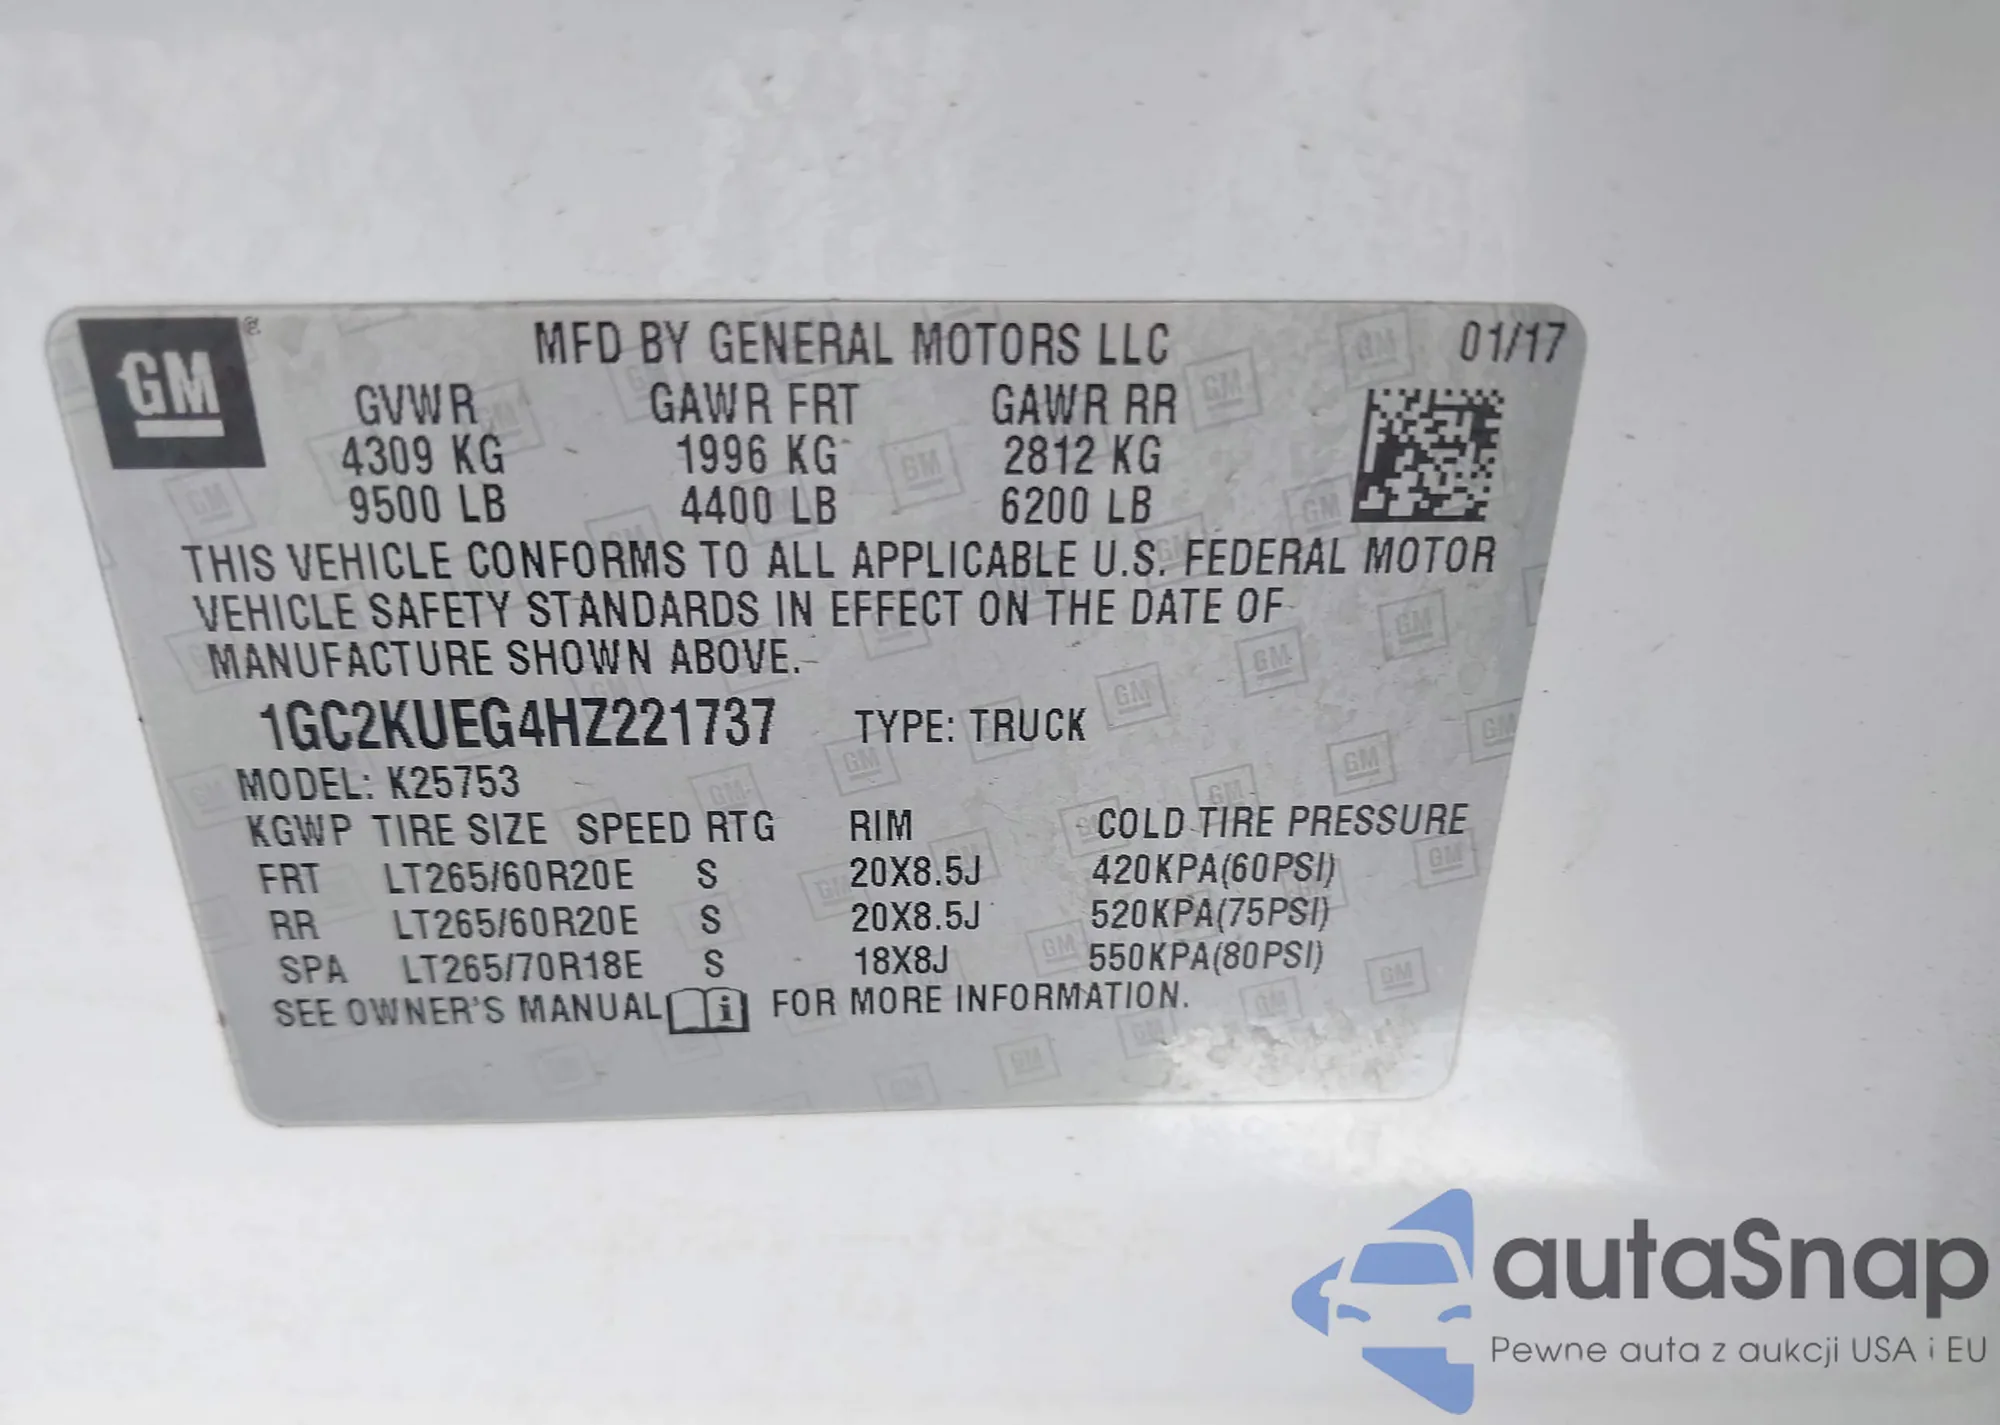 GM
MFD BY GENERAL MOTORS LLC 01/17
GVWR GAWR FRT GAWR RR
4309 KG 1996 KG 2812 KG
9500 LB 4400 LB 6200 LB
THIS VEHICLE CONFORMS TO ALL APPLICABLE U.S. FEDERAL MOTOR
VEHICLE SAFETY STANDARDS IN EFFECT ON THE DATE OF
MANUFACTURE SHOWN ABOVE.
1GC2KUEG4HZ221737 TYPE: TRUCK
MODEL: K25753
KGWP TIRE SIZE SPEED RTG RIM COLD TIRE PRESSURE
FRT LT265/60R20E S 20X8.5J 420KPA(60PSI)
RR LT265/60R20E S 20X8.5J 520KPA(75PSI)
SPA LT265/70R18E S 18X8J 550KPA(80PSI)
SEE OWNER'S MANUAL FOR MORE INFORMATION.
autaSnap
Pewne auta z aukcji USA i EU